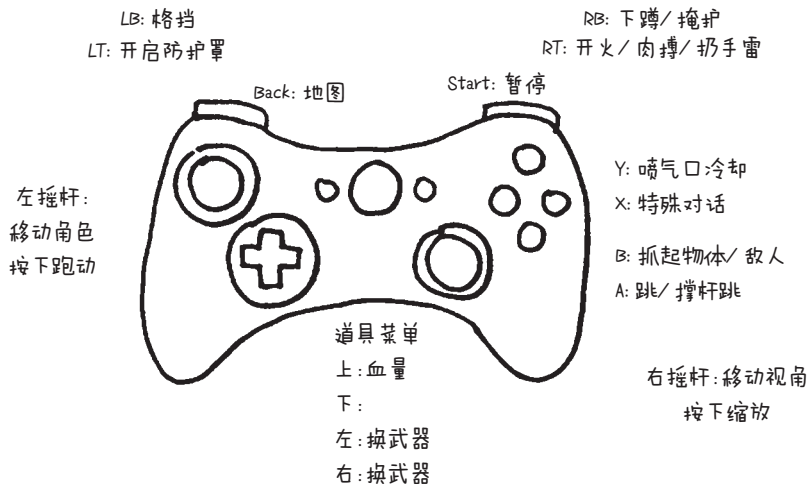 LB: 格挡
LT: 开启防护罩
RB: 下蹲/ 掩护
RT: 开火/ 肉搏/ 扔手雷
Back: 地图
Start: 暂停
左摇杆:
移动角色
按下跑动
Y: 喷气口冷却
X: 特殊对话
B: 抓起物体/ 敌人
A: 跳/ 撑杆跳
道具菜单
上:血量
下:
左:换武器
右:换武器
右摇杆:移动视角
按下缩放